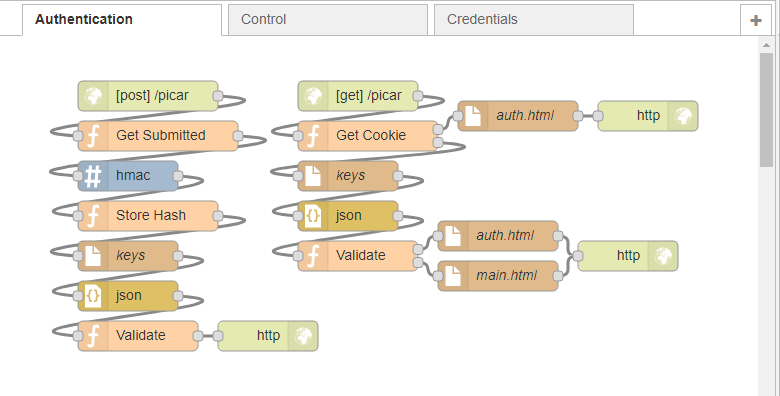 Authentication
Control
Credentials
+
[post] /picar
Get Submitted
# hmac
Store Hash
keys
json
Validate
http
[get] /picar
Get Cookie
auth.html
http
keys
json
Validate
auth.html
main.html
http